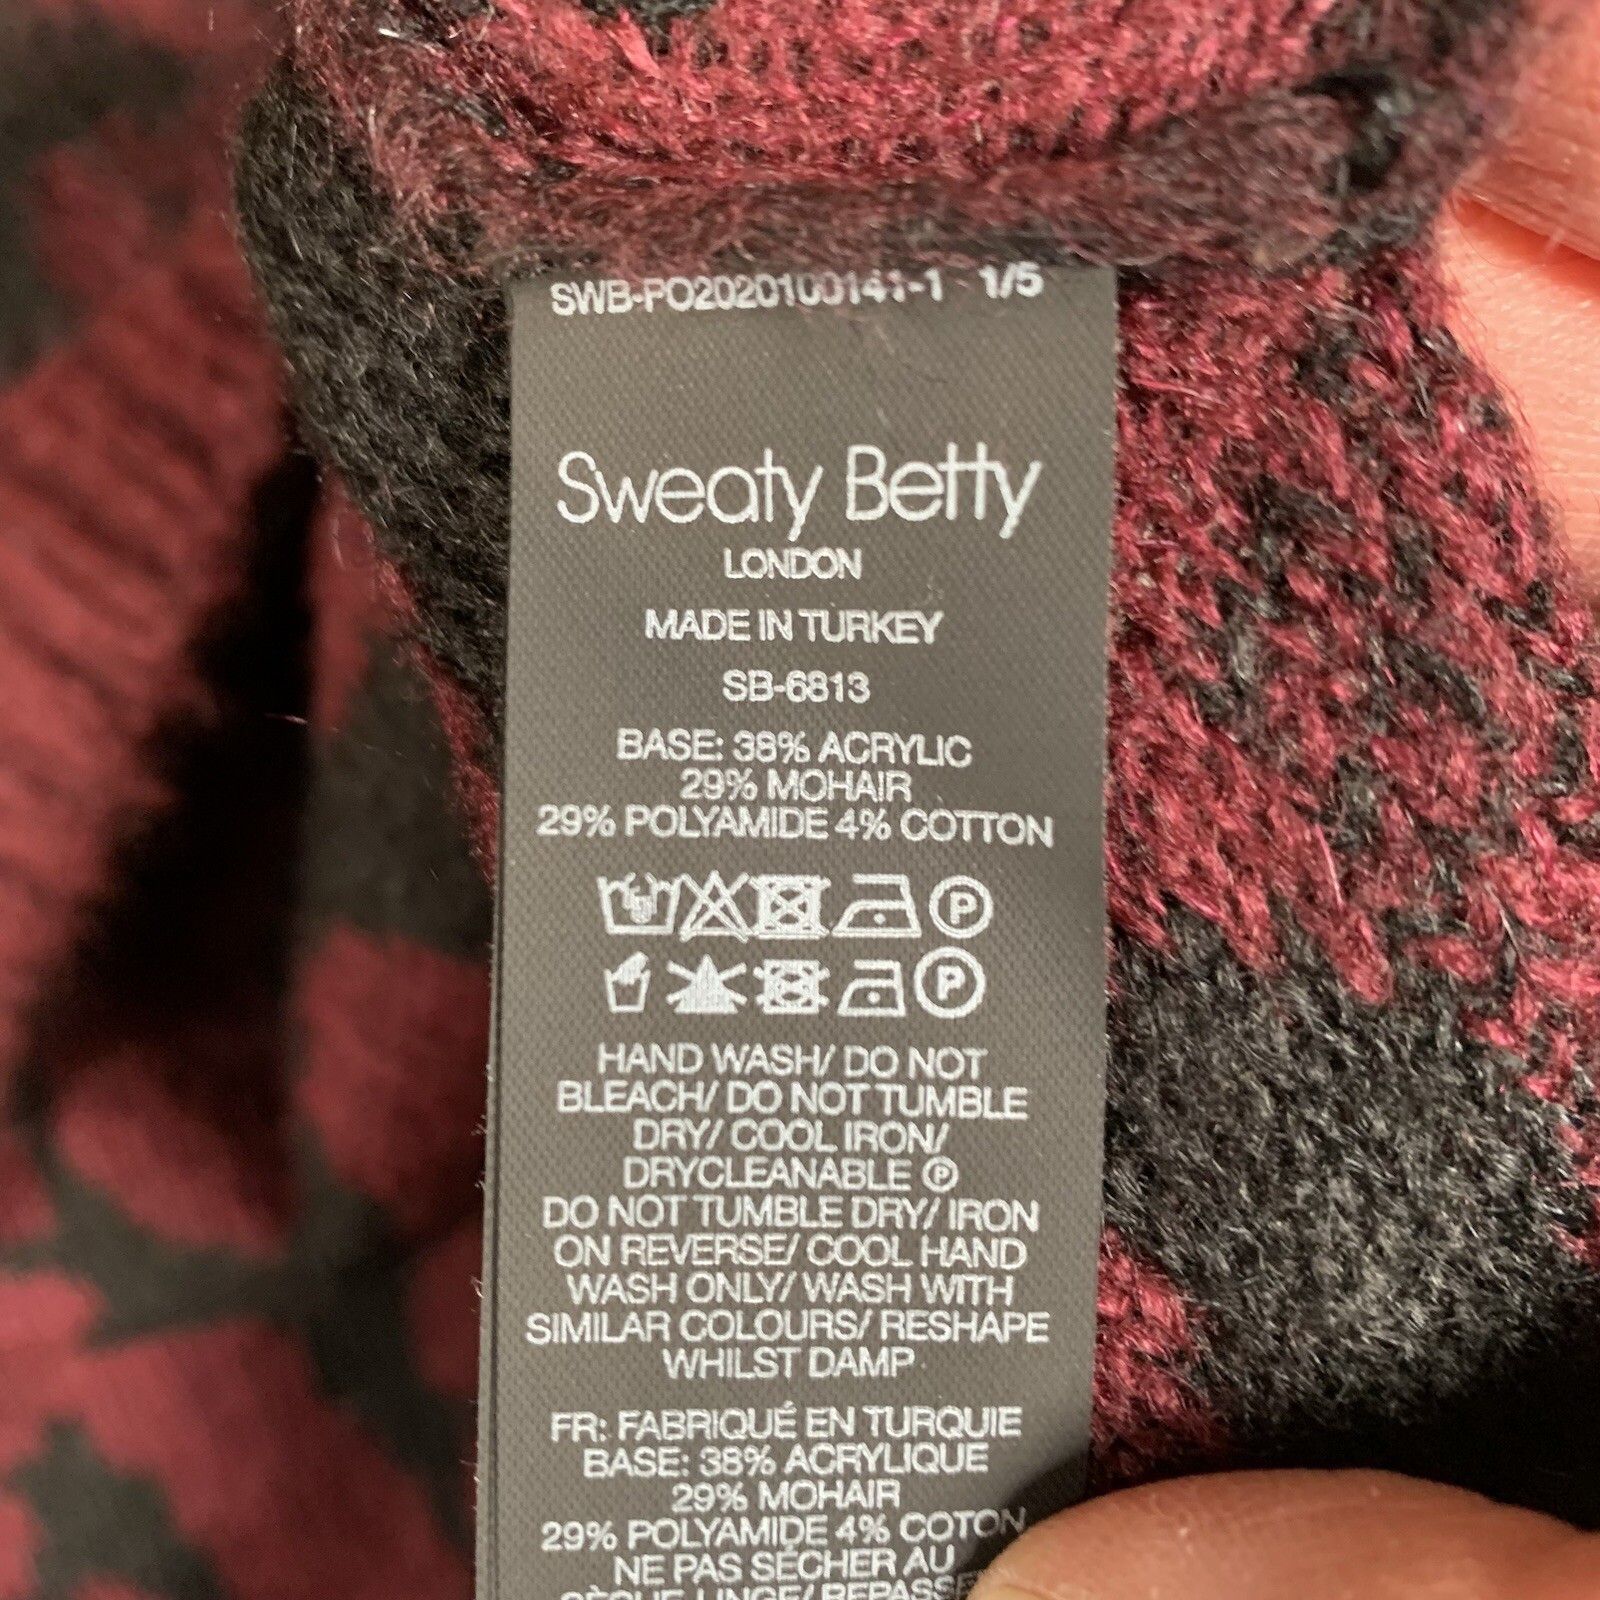 SWB-PO2020100141-1 1/5
Sweaty Betty
LONDON
MADE IN TURKEY
SB-6813
BASE: 38% ACRYLIC
29% MOHAIR
29% POLYAMIDE 4% COTTON
P
P
HAND WASH/ DO NOT
BLEACH/ DO NOT TUMBLE
DRY/ COOL IRON/
DRYCLEANABLE Ⓟ
DO NOT TUMBLE DRY/ IRON
ON REVERSE/ COOL HAND
WASH ONLY/ WASH WITH
SIMILAR COLOURS/ RESHAPE
WHILST DAMP
FR: FABRIQUÉ EN TURQUIE
BASE: 38% ACRYLIQUE
29% MOHAIR
29% POLYAMIDE 4% COTON
NE PAS SÉCHER AU